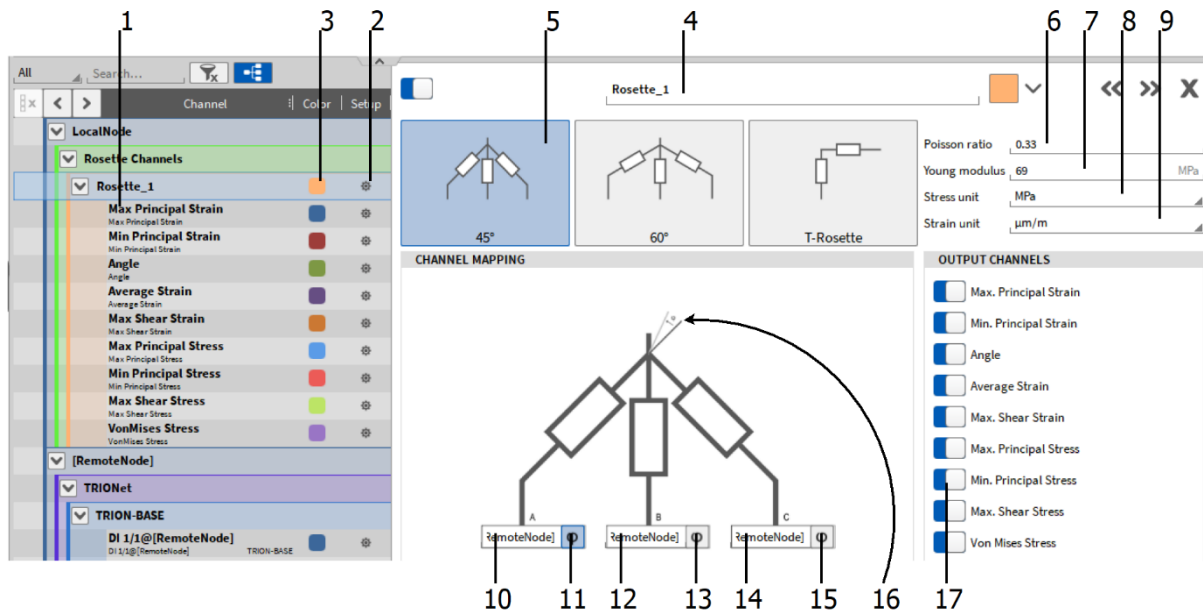 1 3 2 5 4 6 7 8 9
All Search...
Channel Color Setup
LocalNode
Rosette Channels
Rosette_1
Max Principal Strain
Max Principal Strain
Min Principal Strain
Min Principal Strain
Angle
Angle
Average Strain
Average Strain
Max Shear Strain
Max Shear Strain
Max Principal Stress
Max Principal Stress
Min Principal Stress
Min Principal Stress
Max Shear Stress
Max Shear Stress
VonMises Stress
VonMises Stress
[RemoteNode]
TRIONet
TRION-BASE
DI 1/1@[RemoteNode]
DI 1/1@[RemoteNode] TRION-BASE
Rosette_1
X
45°
60°
T-Rosette
Poisson ratio 0.33
Young modulus 69 MPa
Stress unit MPa
Strain unit µm/m
CHANNEL MAPPING
A B C
RemoteNode] RemoteNode] RemoteNode]
OUTPUT CHANNELS
Max. Principal Strain
Min. Principal Strain
Angle
Average Strain
Max. Shear Strain
Max. Principal Stress
Min. Principal Stress
Max. Shear Stress
Von Mises Stress
10 11 12 13 14 15 16 17